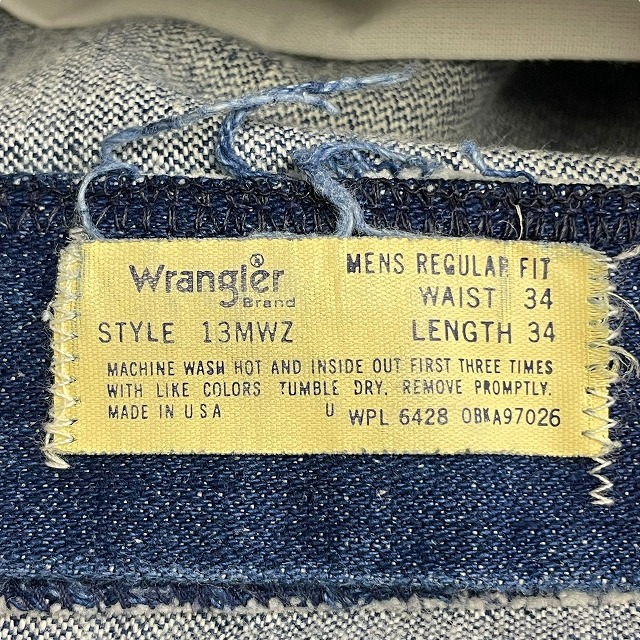 Wrangler®
Brand
MENS REGULAR FIT
WAIST 34
STYLE 13MWZ
LENGTH 34
MACHINE WASH HOT AND INSIDE OUT FIRST THREE TIMES
WITH LIKE COLORS TUMBLE DRY. REMOVE PROMPTLY.
MADE IN U.S.A U WPL 6428 OBKA97026